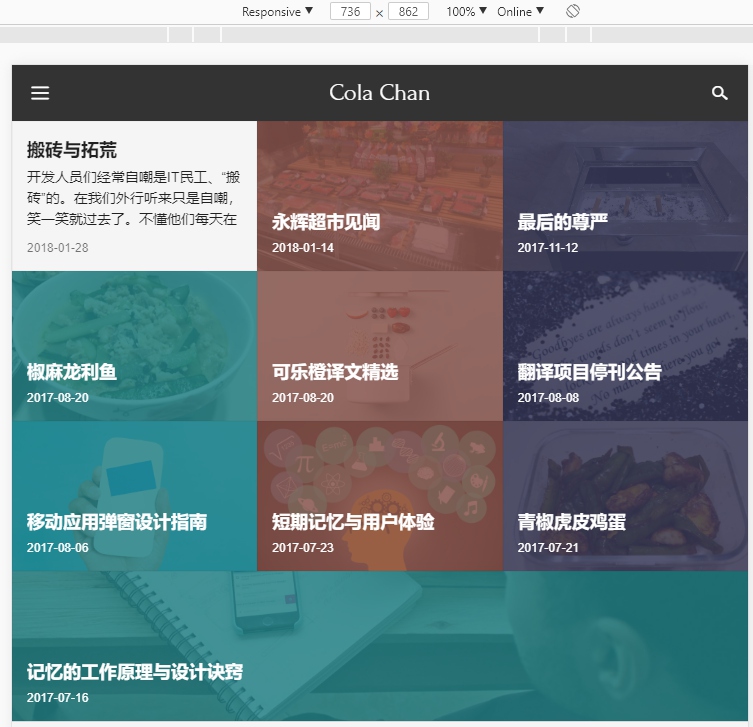 Responsive ▼ 736 × 862 100% ▼ Online ▼
Cola Chan
搬砖与拓荒
开发人员们经常自嘲是IT民工、“搬
砖”的。在我们外行听来只是自嘲，
笑一笑就过去了。不懂他们每天在
2018-01-28
永辉超市见闻
2018-01-14
最后的尊严
2017-11-12
椒麻龙利鱼
2017-08-20
可乐橙译文精选
2017-08-20
Goodbyes are always hard to say
翻译项目停刊公告
2017-08-08
移动应用弹窗设计指南
2017-08-06
π
短期记忆与用户体验
2017-07-23
青椒虎皮鸡蛋
2017-07-21
记忆的工作原理与设计诀窍
2017-07-16